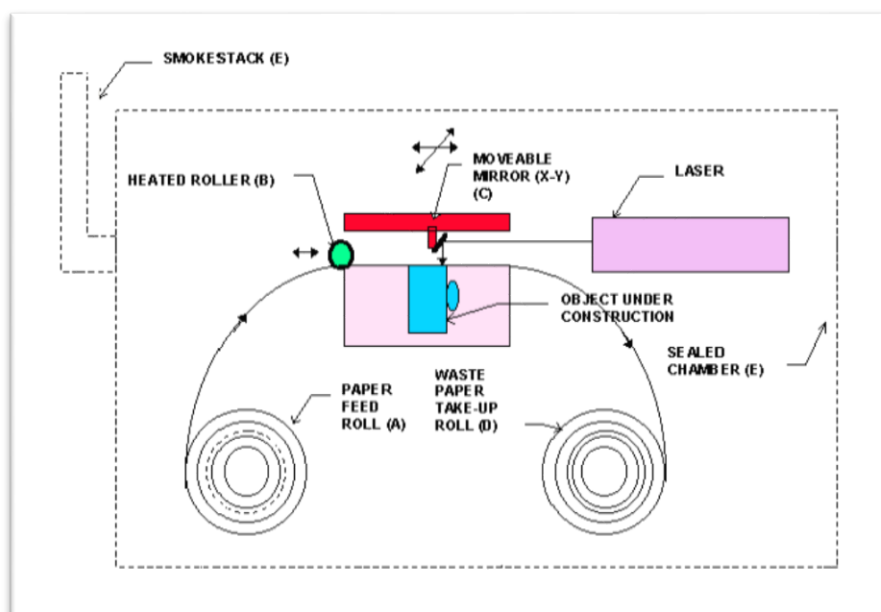 SMOKESTACK (E)
HEATED ROLLER (B)
MOVEABLE
MIRROR (X-Y)
(C)
LASER
OBJECT UNDER
CONSTRUCTION
SEALED
CHAMBER (E)
PAPER
FEED
ROLL (A)
WASTE
PAPER
TAKE-UP
ROLL (D)